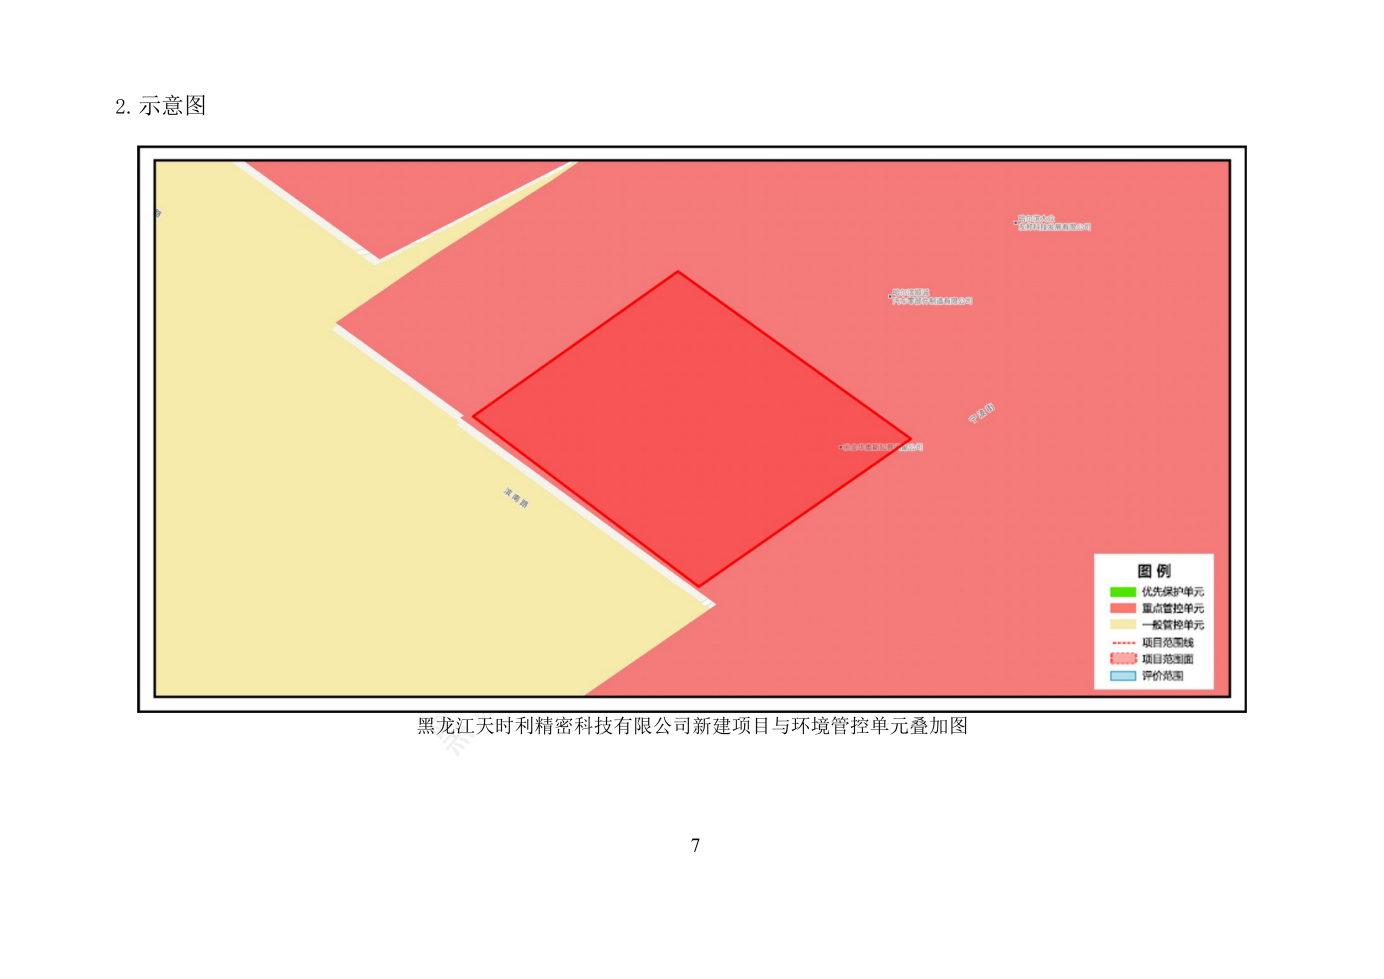 2. 示意图
滨南路
图例
优先保护单元
重点管控单元
一般管控单元
项目范围线
项目范围面
评价范围
黑龙江天时利精密科技有限公司新建项目与环境管控单元叠加图
7